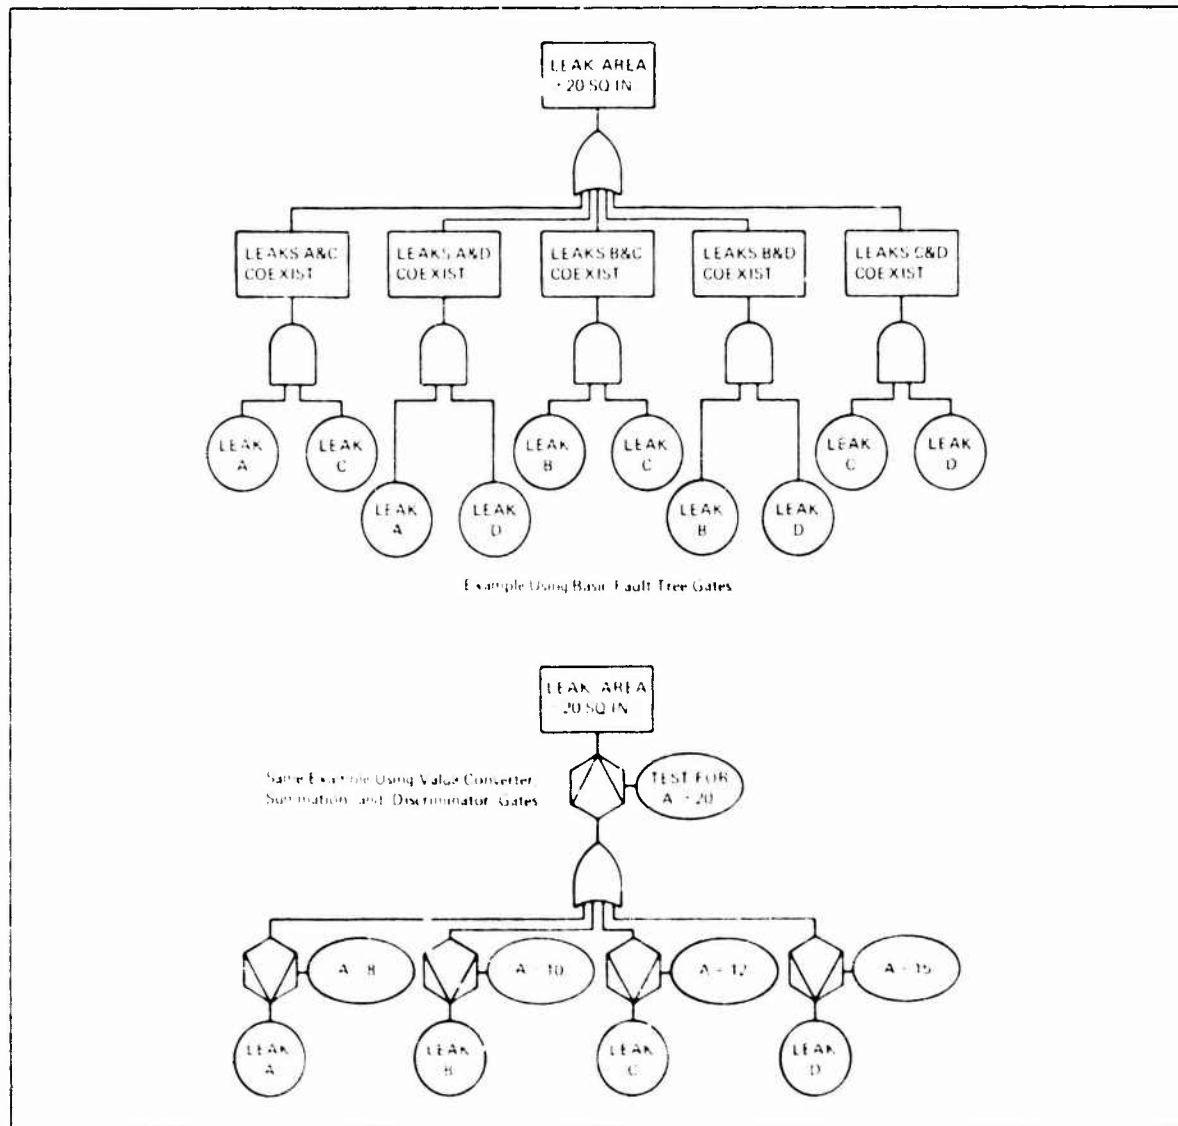 LEAK AREA
20 SQ IN
LEAKS A&C
COEXIST
LEAKS A&D
COEXIST
LEAKS B&C
COEXIST
LEAKS B&D
COEXIST
LEAKS C&D
COEXIST
LEAK
A
LEAK
C
LEAK
B
LEAK
C
LEAK
C
LEAK
D
LEAK
A
LEAK
D
LEAK
B
LEAK
D
Example Using Basic Fault Tree Gates
LEAK AREA
20 SQ IN
Same Example Using Value Converter,
Summation and Discriminator Gates
TEST FOR
A 20
A 8
A 10
A 12
A 15
LEAK
A
LEAK
B
LEAK
C
LEAK
D